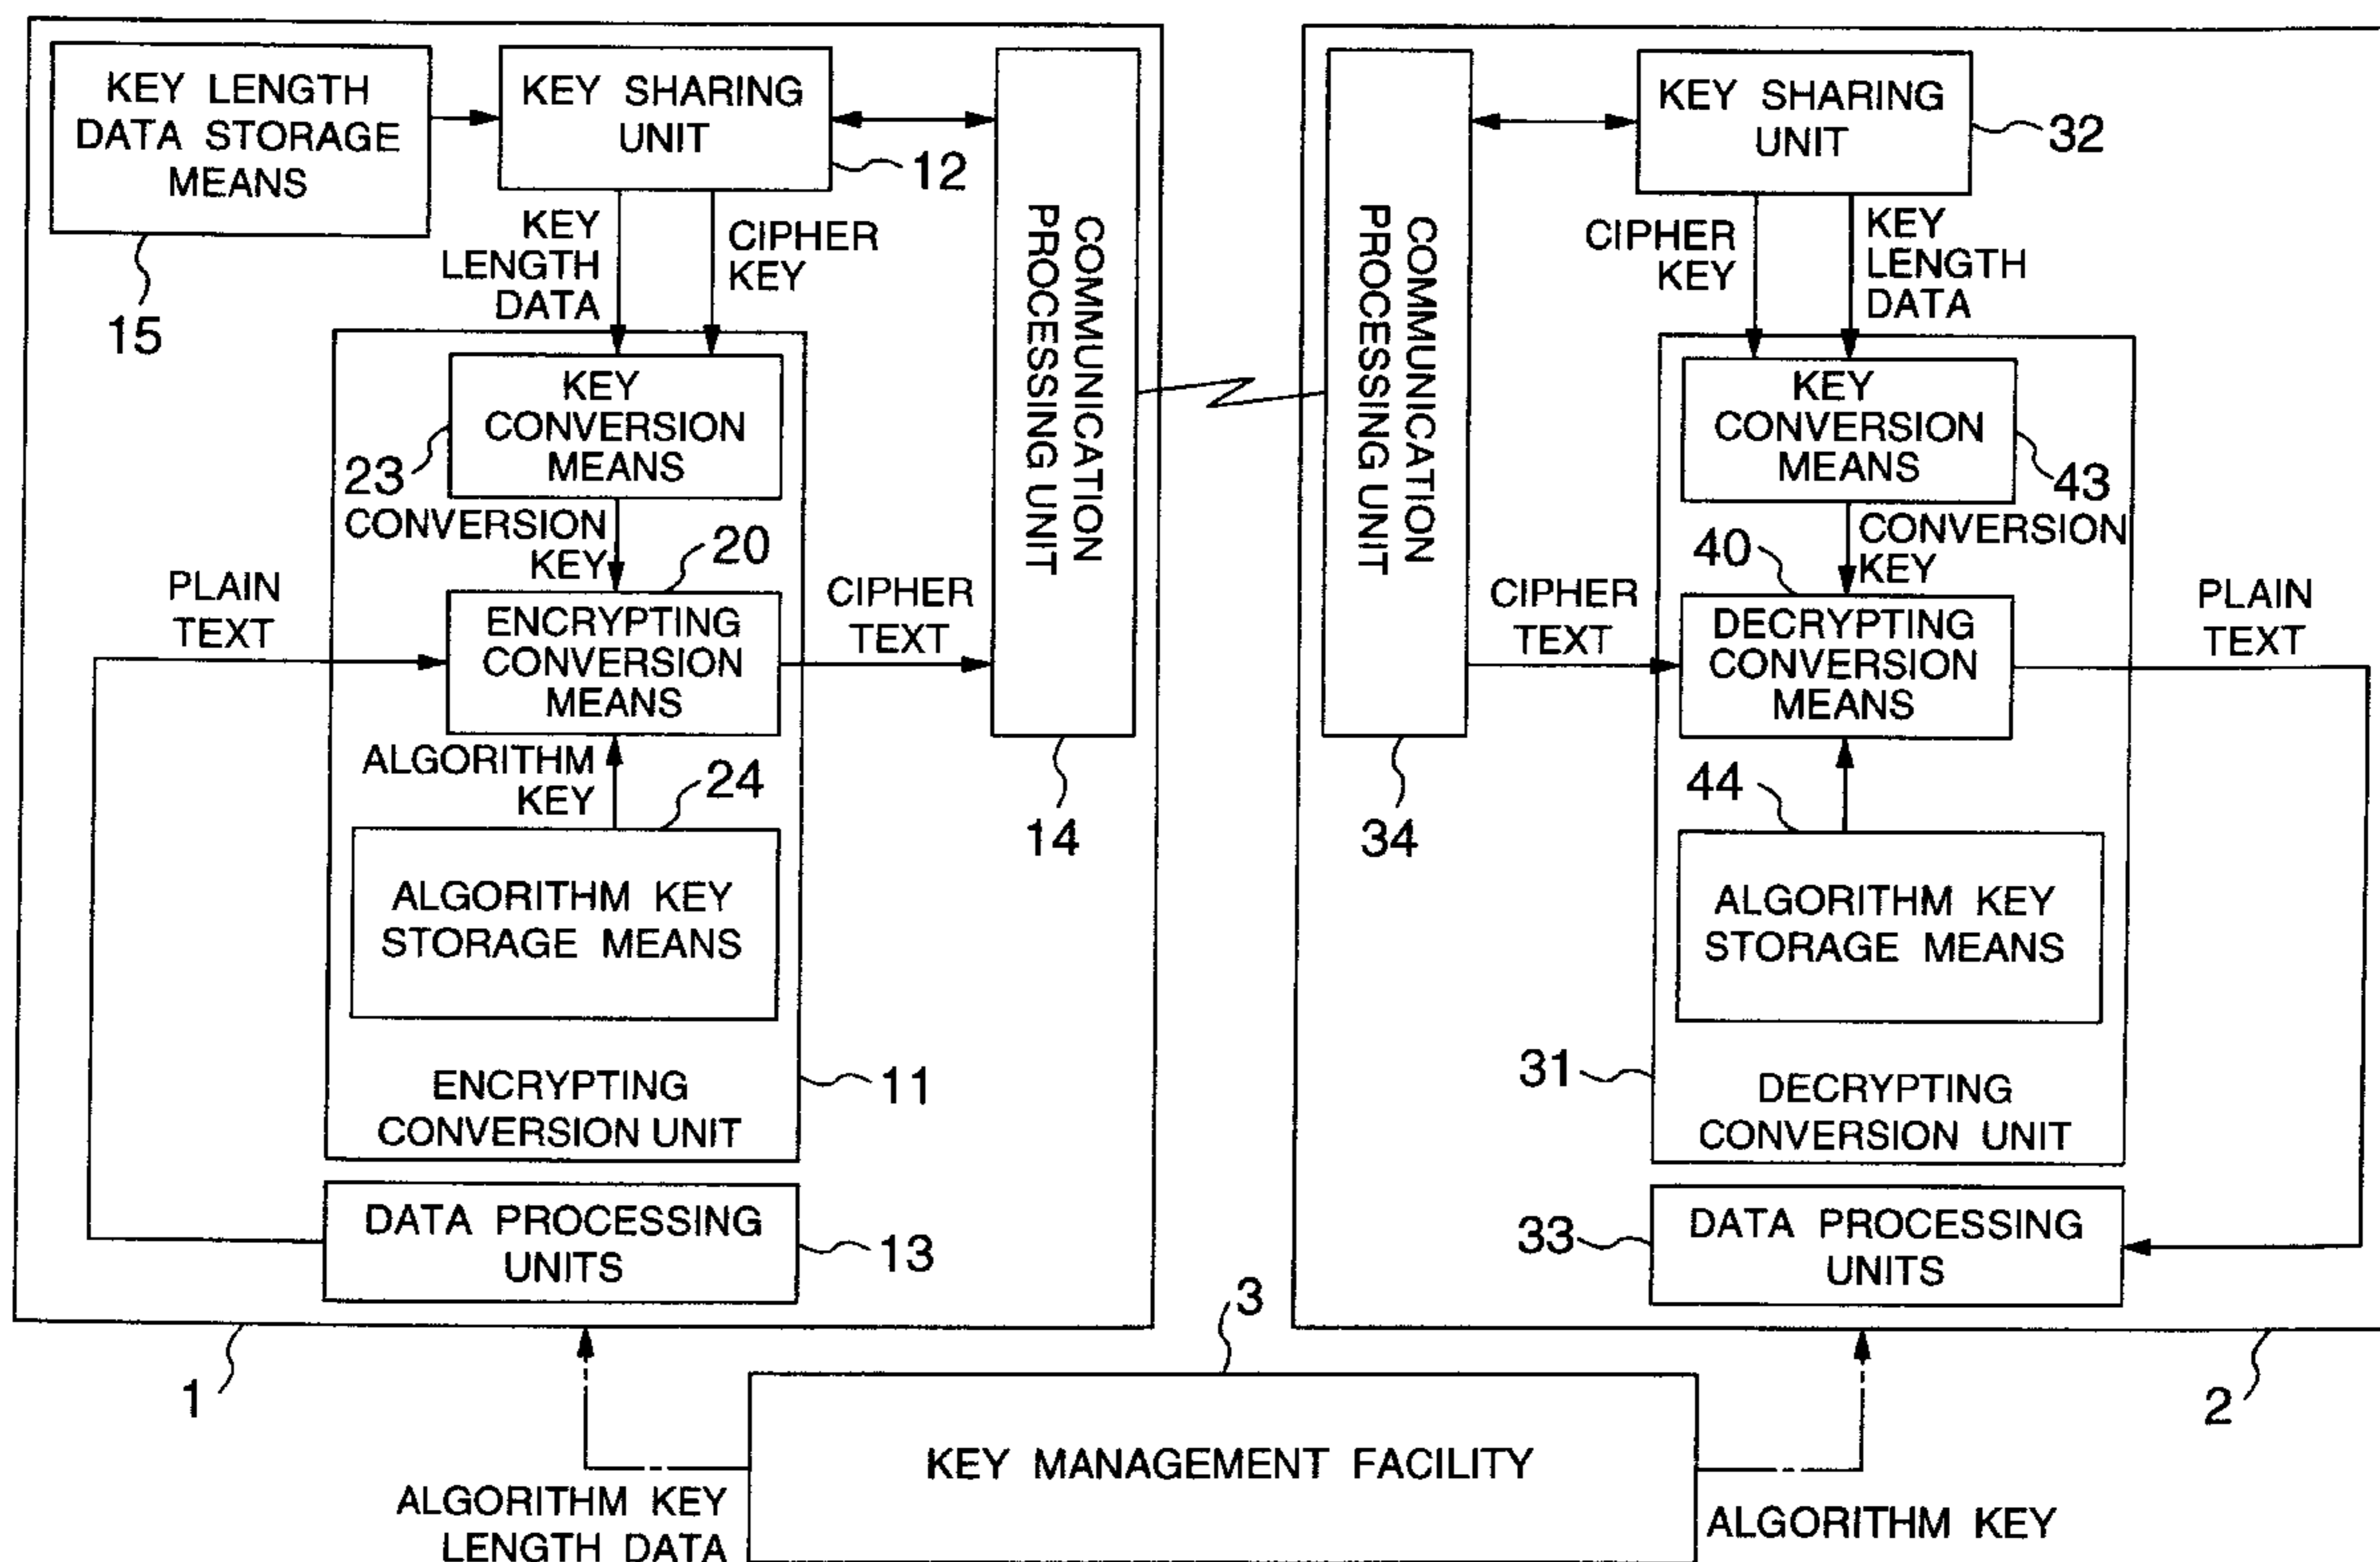 KEY LENGTH
DATA STORAGE
MEANS
15
KEY SHARING
UNIT
12
KEY
LENGTH
DATA
CIPHER
KEY
COMMUNICATION
PROCESSING UNIT
14
KEY
CONVERSION
MEANS
23
CONVERSION
KEY
20
PLAIN
TEXT
ENCRYPTING
CONVERSION
MEANS
CIPHER
TEXT
ALGORITHM
KEY
24
ALGORITHM KEY
STORAGE MEANS
ENCRYPTING
CONVERSION UNIT
11
DATA PROCESSING
UNITS
13
1
COMMUNICATION
PROCESSING UNIT
34
KEY SHARING
UNIT
32
CIPHER
KEY
KEY
LENGTH
DATA
KEY
CONVERSION
MEANS
43
CONVERSION
KEY
40
CIPHER
TEXT
DECRYPTING
CONVERSION
MEANS
PLAIN
TEXT
44
ALGORITHM KEY
STORAGE MEANS
31
DECRYPTING
CONVERSION UNIT
33
DATA PROCESSING
UNITS
2
3
KEY MANAGEMENT FACILITY
ALGORITHM KEY
LENGTH DATA
ALGORITHM KEY